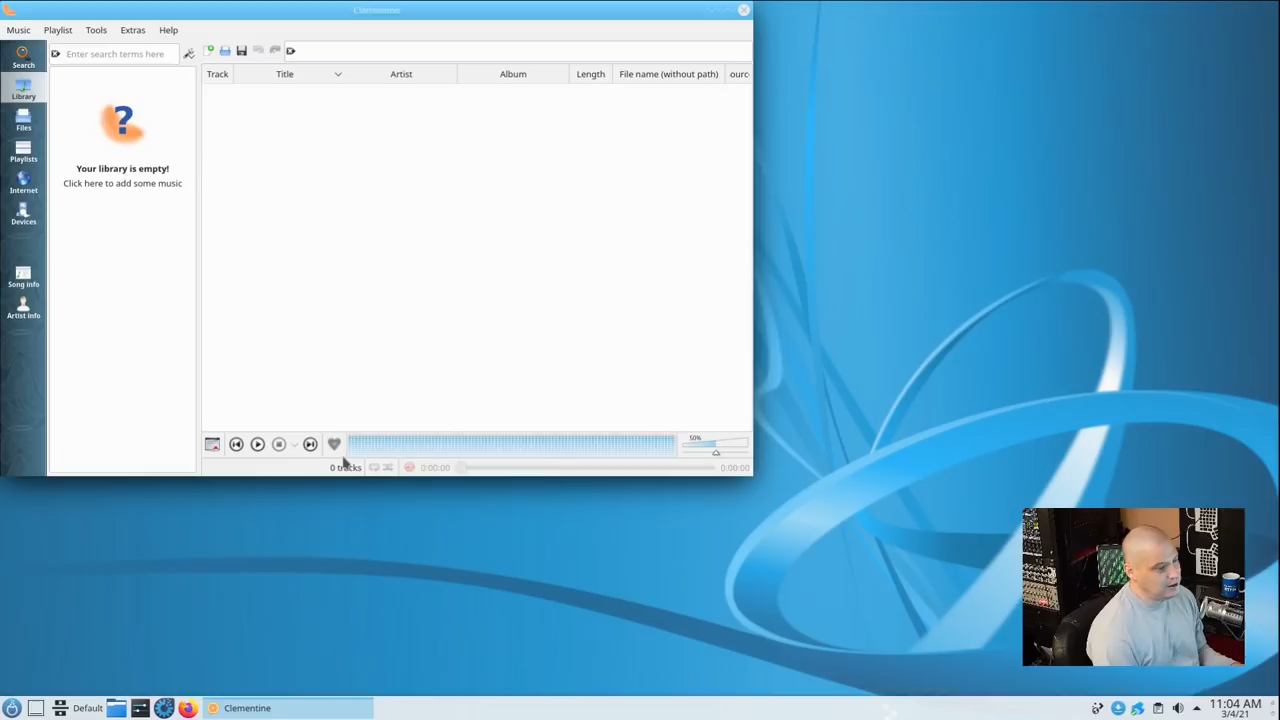 Clementine
Music Playlist Tools Extras Help
Enter search terms here
Search
Library
Files
Playlists
Internet
Devices
Song info
Artist info
Track Title Artist Album Length File name (without path) ourc
?
Your library is empty!
Click here to add some music
50%
0 tracks 0:00:00 0:00:00
Default Clementine
11:04 AM
3/4/21